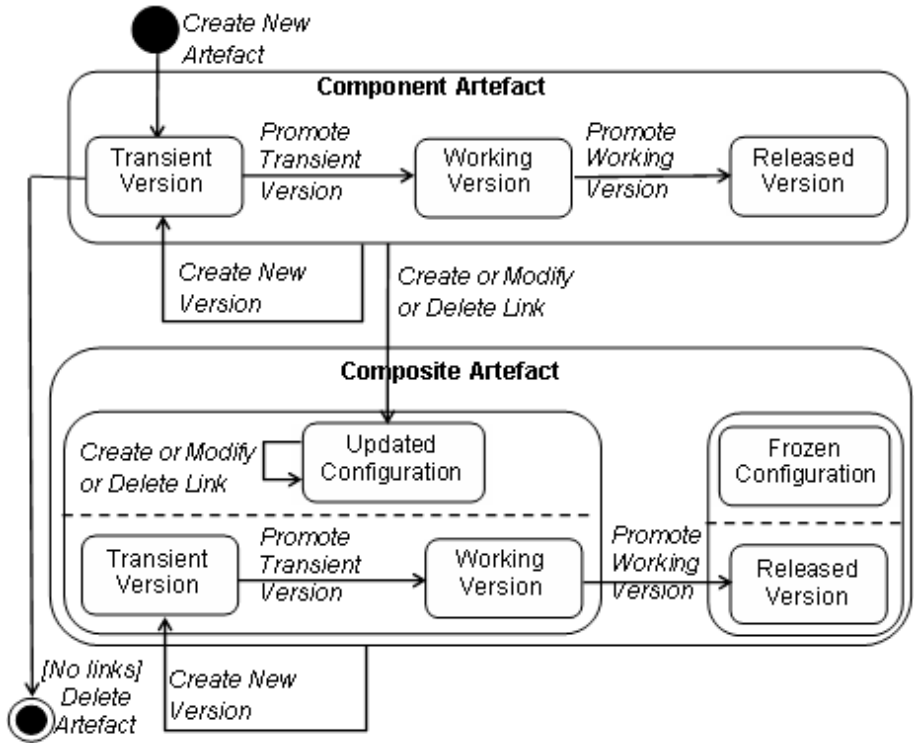 Create New
Artefact
Component Artefact
Transient
Version
Promote
Transient
Version
Working
Version
Promote
Working
Version
Released
Version
Create New
Version
Create or Modify
or Delete Link
Composite Artefact
Create or Modify
or Delete Link
Updated
Configuration
Frozen
Configuration
Transient
Version
Promote
Transient
Version
Working
Version
Promote
Working
Version
Released
Version
[No links]
Delete
Artefact
Create New
Version